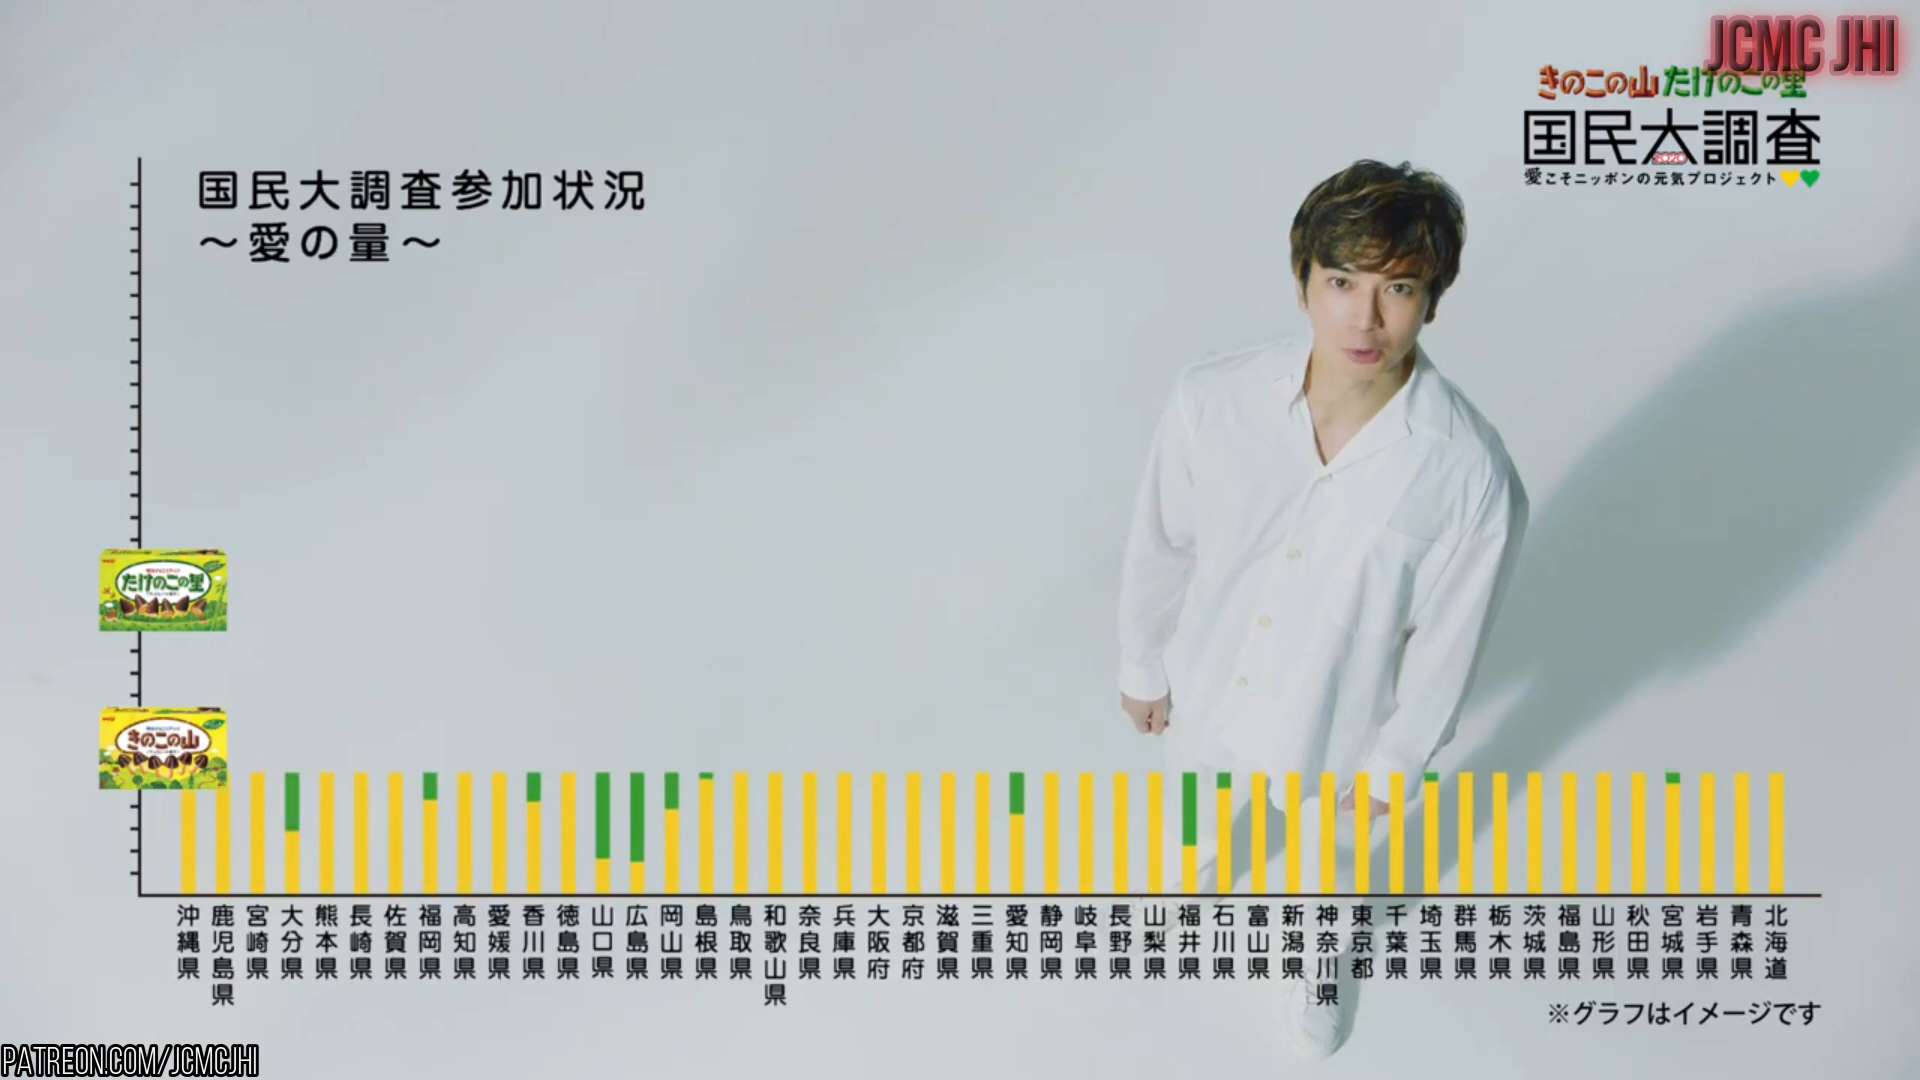 JCMC JHI
きのこの山 たけのこの里
国民大調査
2020
愛こそニッポンの元気プロジェクト
国民大調査参加状況
~愛の量~
meiji
たけのこの里
meiji
きのこの山
沖縄県 鹿児島県 宮崎県 大分県 熊本県 長崎県 佐賀県 福岡県 高知県 愛媛県 香川県 徳島県 山口県 広島県 岡山県 島根県 鳥取県 和歌山県 奈良県 兵庫県 大阪府 京都府 滋賀県 三重県 愛知県 静岡県 岐阜県 長野県 山梨県 福井県 石川県 富山県 新潟県 神奈川県 東京都 千葉県 埼玉県 群馬県 栃木県 茨城県 福島県 山形県 秋田県 宮城県 岩手県 青森県 北海道
※グラフはイメージです
PATREON.COM/JCMCJHI